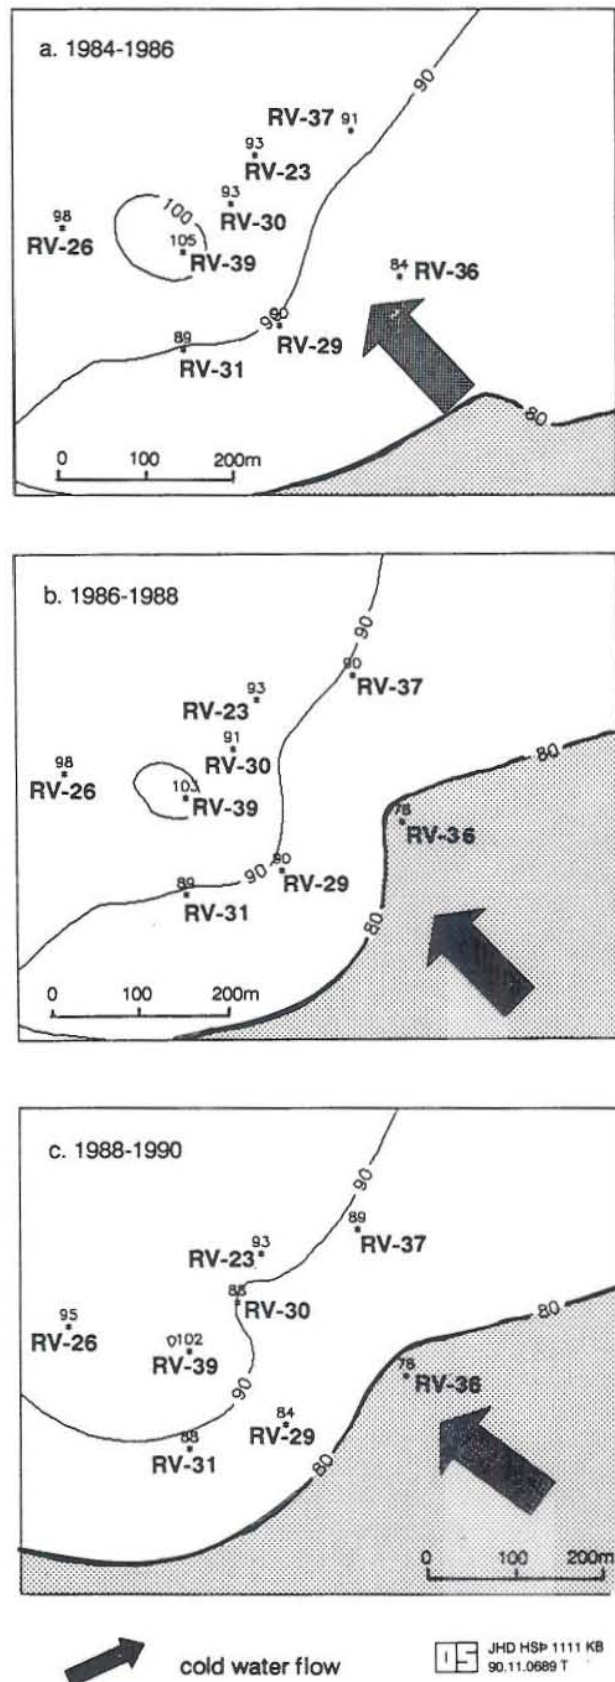 a. 1984-1986
90
RV-37 91
93
RV-23
93
RV-30
98
RV-26
100
105
RV-39
84 RV-36
90
90
RV-29
89
RV-31
80
0 100 200m
b. 1986-1988
90
90
RV-37
93
RV-23
91
RV-30
98
RV-26
103
RV-39
80
78
RV-36
90
90
RV-29
89
RV-31
80
0 100 200m
c. 1988-1990
90
89
RV-37
93
RV-23
88
RV-30
95
RV-26
102
RV-39
80
78
RV-36
90
84
RV-29
88
RV-31
80
0 100 200m
cold water flow
OS
JHD HSÞ 1111 KB
90.11.0689 T